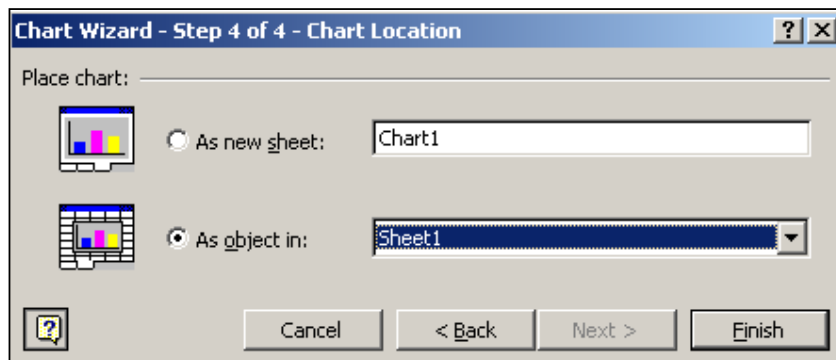 Chart Wizard - Step 4 of 4 - Chart Location
Place chart:
As new sheet:
Chart1
As object in:
Sheet1
Cancel
< Back
Next >
Finish